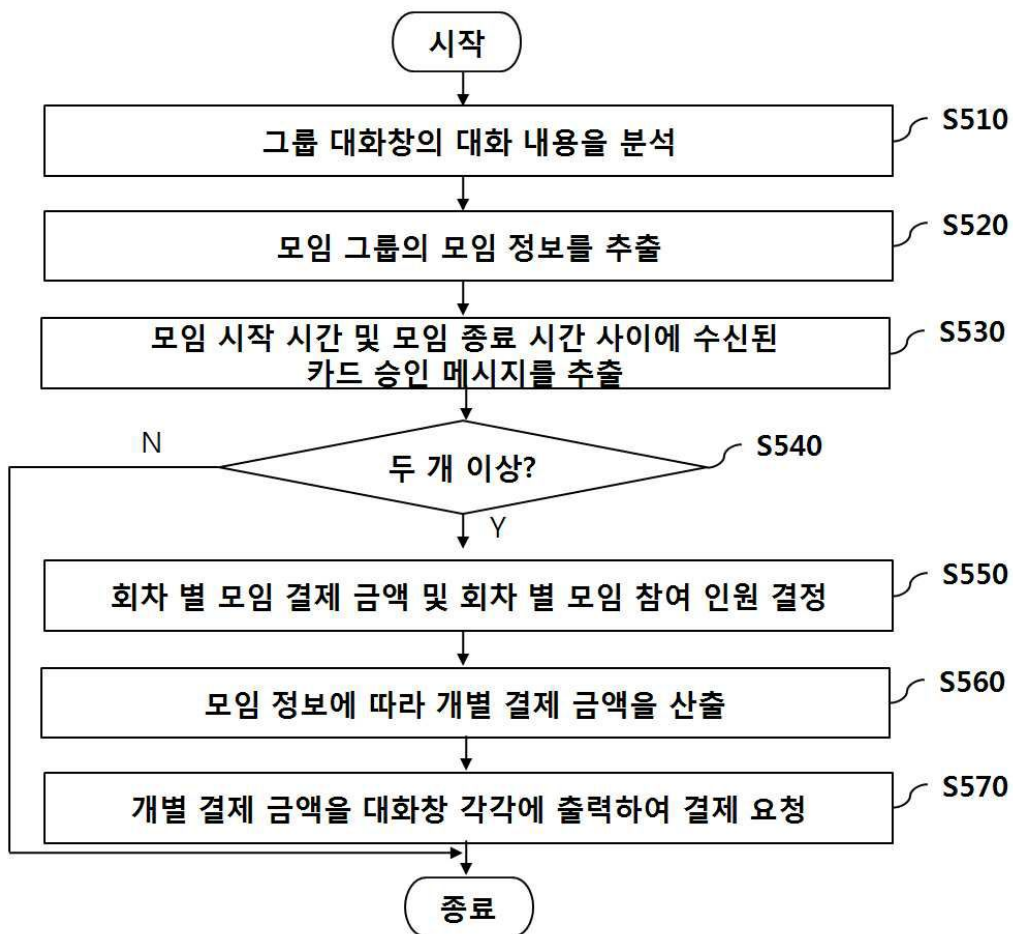 시작
그룹 대화창의 대화 내용을 분석
S510
모임 그룹의 모임 정보를 추출
S520
모임 시작 시간 및 모임 종료 시간 사이에 수신된
카드 승인 메시지를 추출
S530
N
두 개 이상?
S540
Y
회차 별 모임 결제 금액 및 회차 별 모임 참여 인원 결정
S550
모임 정보에 따라 개별 결제 금액을 산출
S560
개별 결제 금액을 대화창 각각에 출력하여 결제 요청
S570
종료